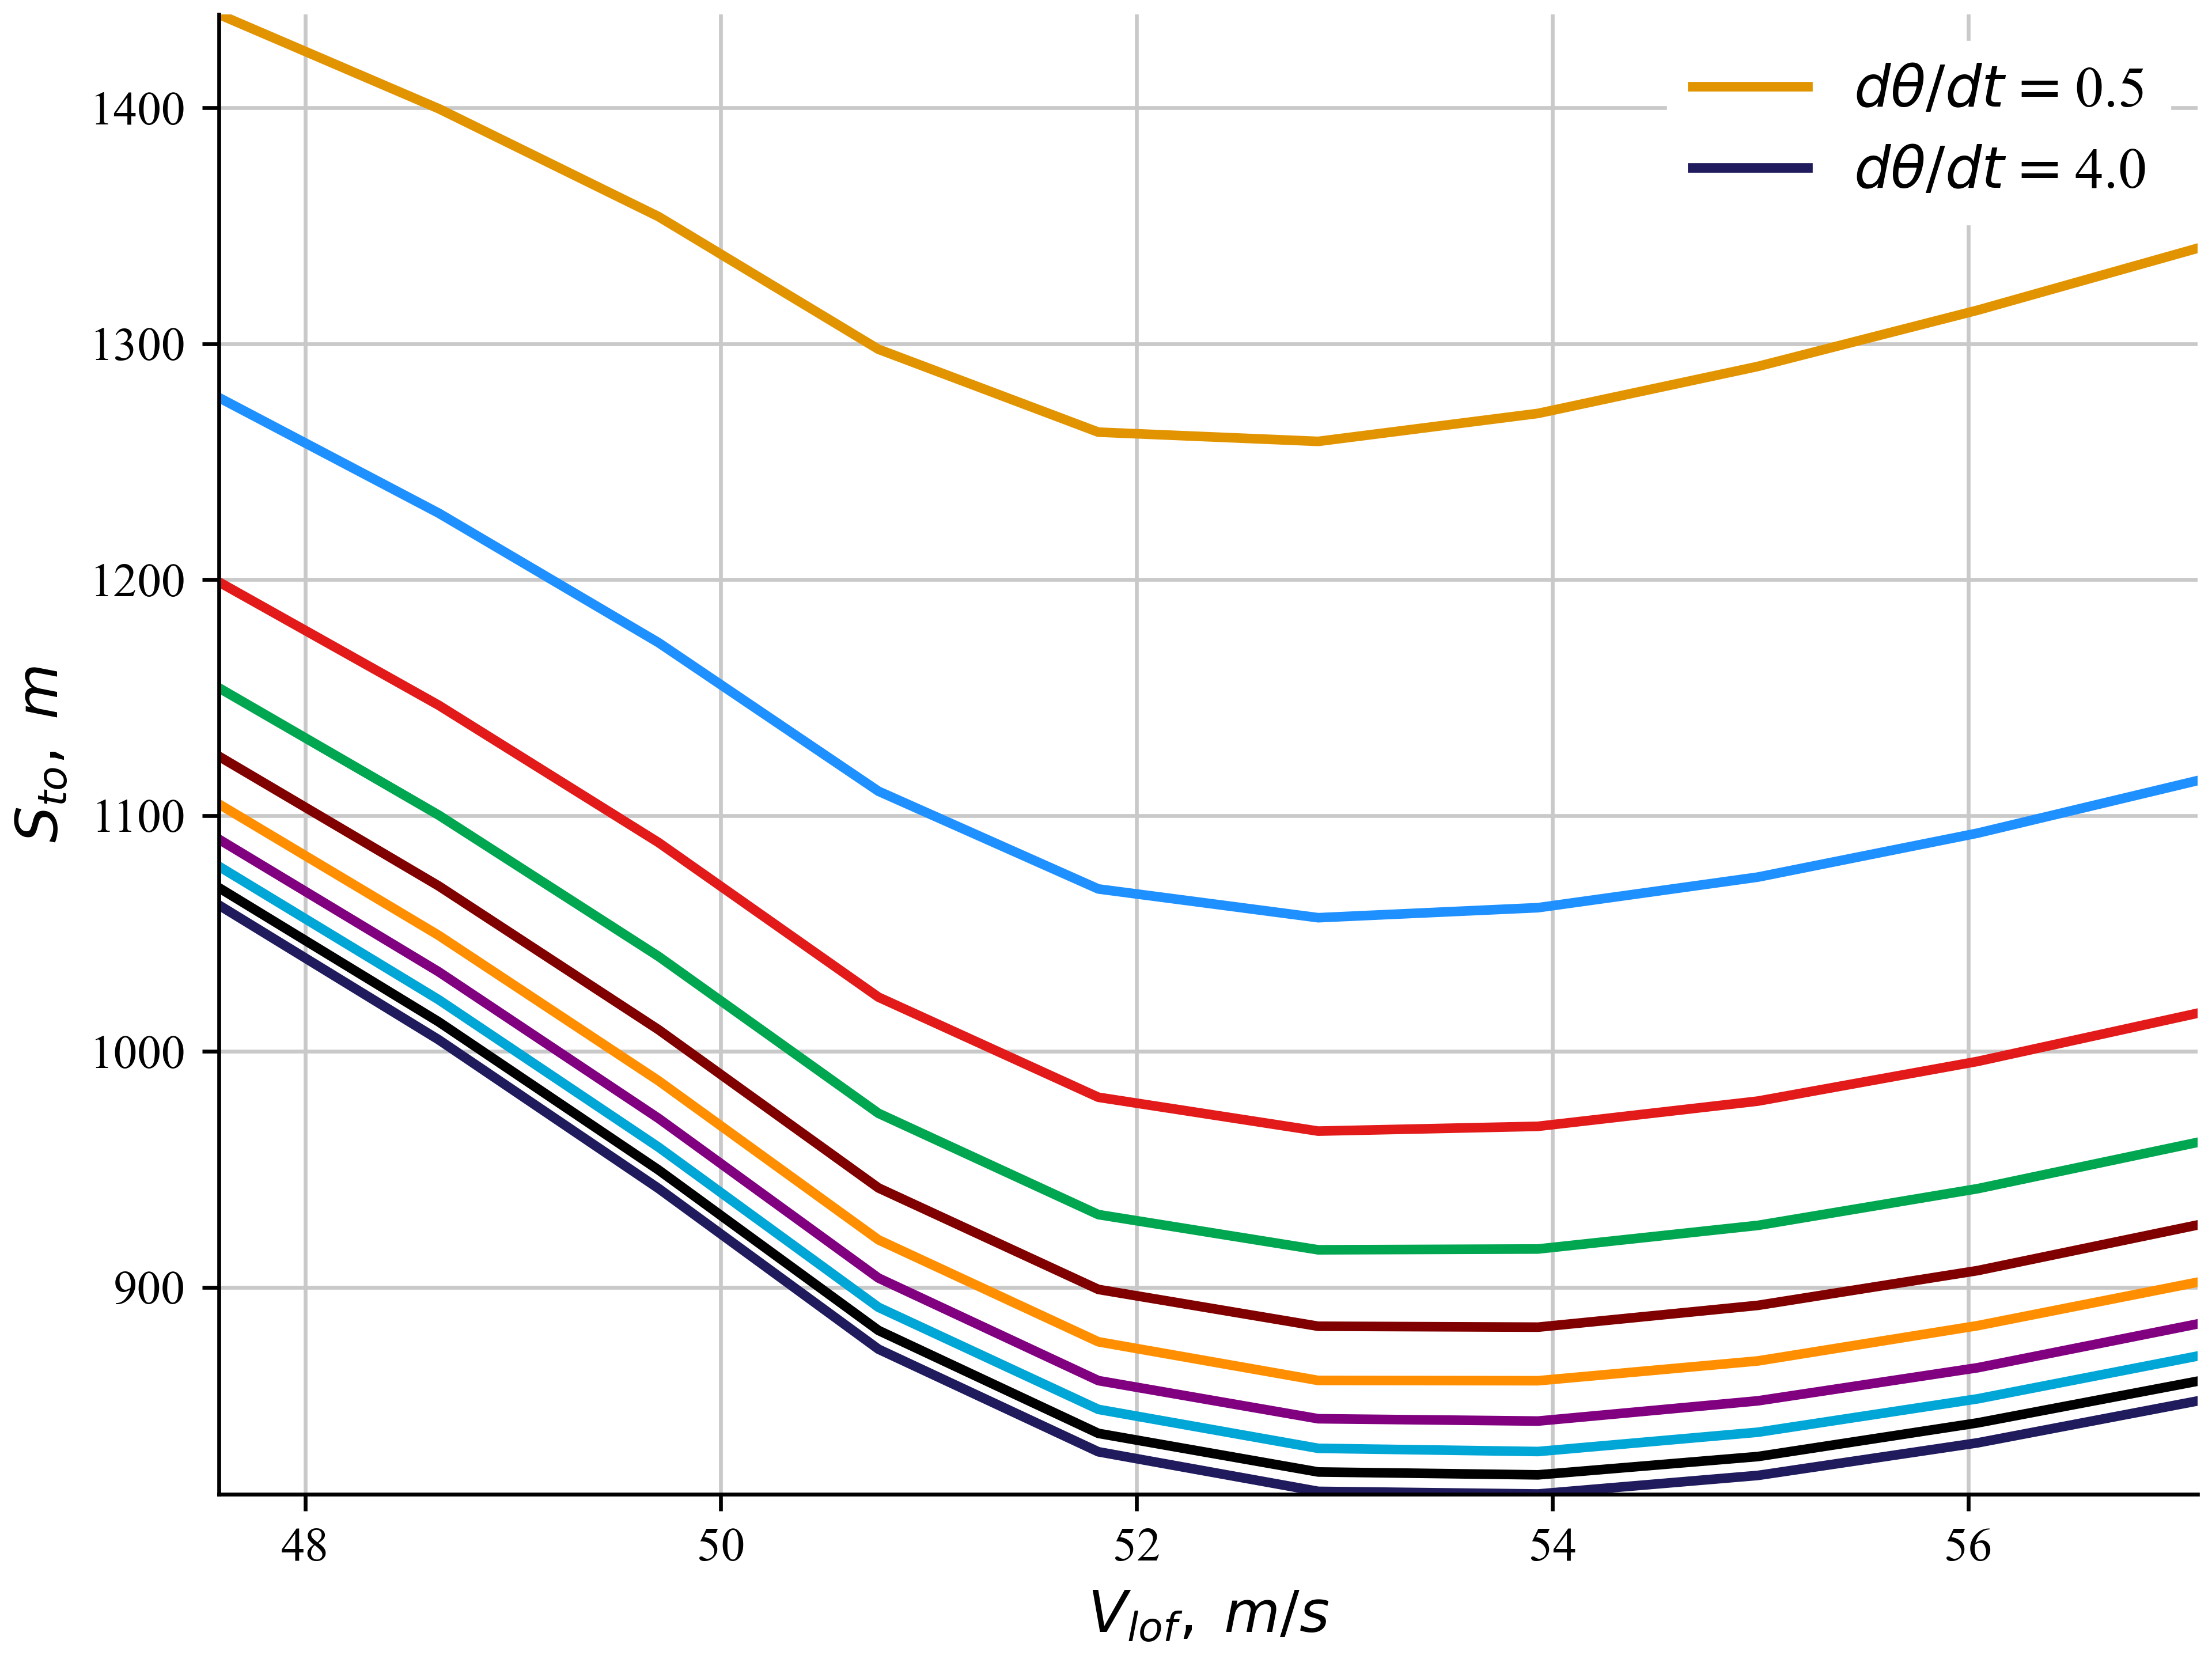 dθ/dt = 0.5
dθ/dt = 4.0
1400
1300
1200
1100
1000
900
S_to, m
48 50 52 54 56
V_lof, m/s